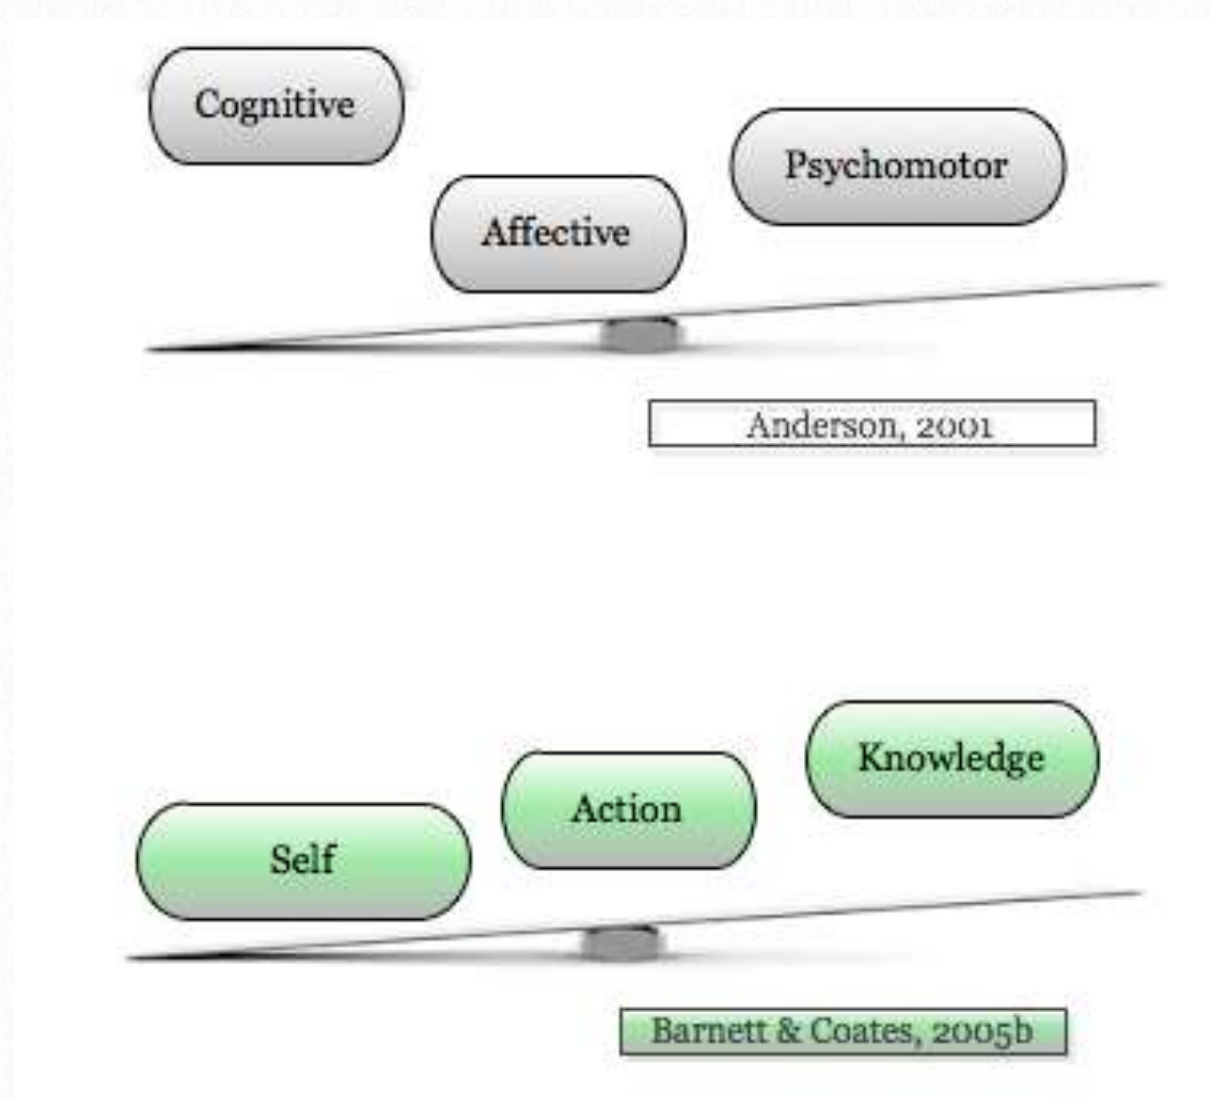 Cognitive
Psychomotor
Affective
Anderson, 2001
Knowledge
Action
Self
Barnett & Coates, 2005b